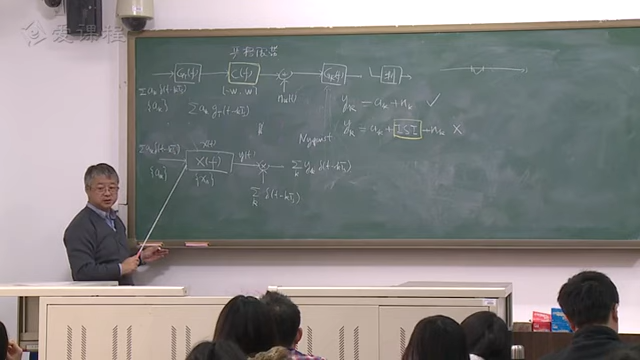 爱课程
G_T(f) C(f) + G_R(f)
Σ a_k δ(t-kT_s)
{a_k}
[-W, W]
Σ a_k g_T(t-kT_s)
y_k = a_k + n_k ✓
Nyquist
y_k = a_k + ISI + n_k ×
x(t)
Σ a_k δ(t-kT_s) X(f) y(t) × Σ y_k δ(t-kT_s)
{a_k} {x_k}
Σ δ(t-kT_s)